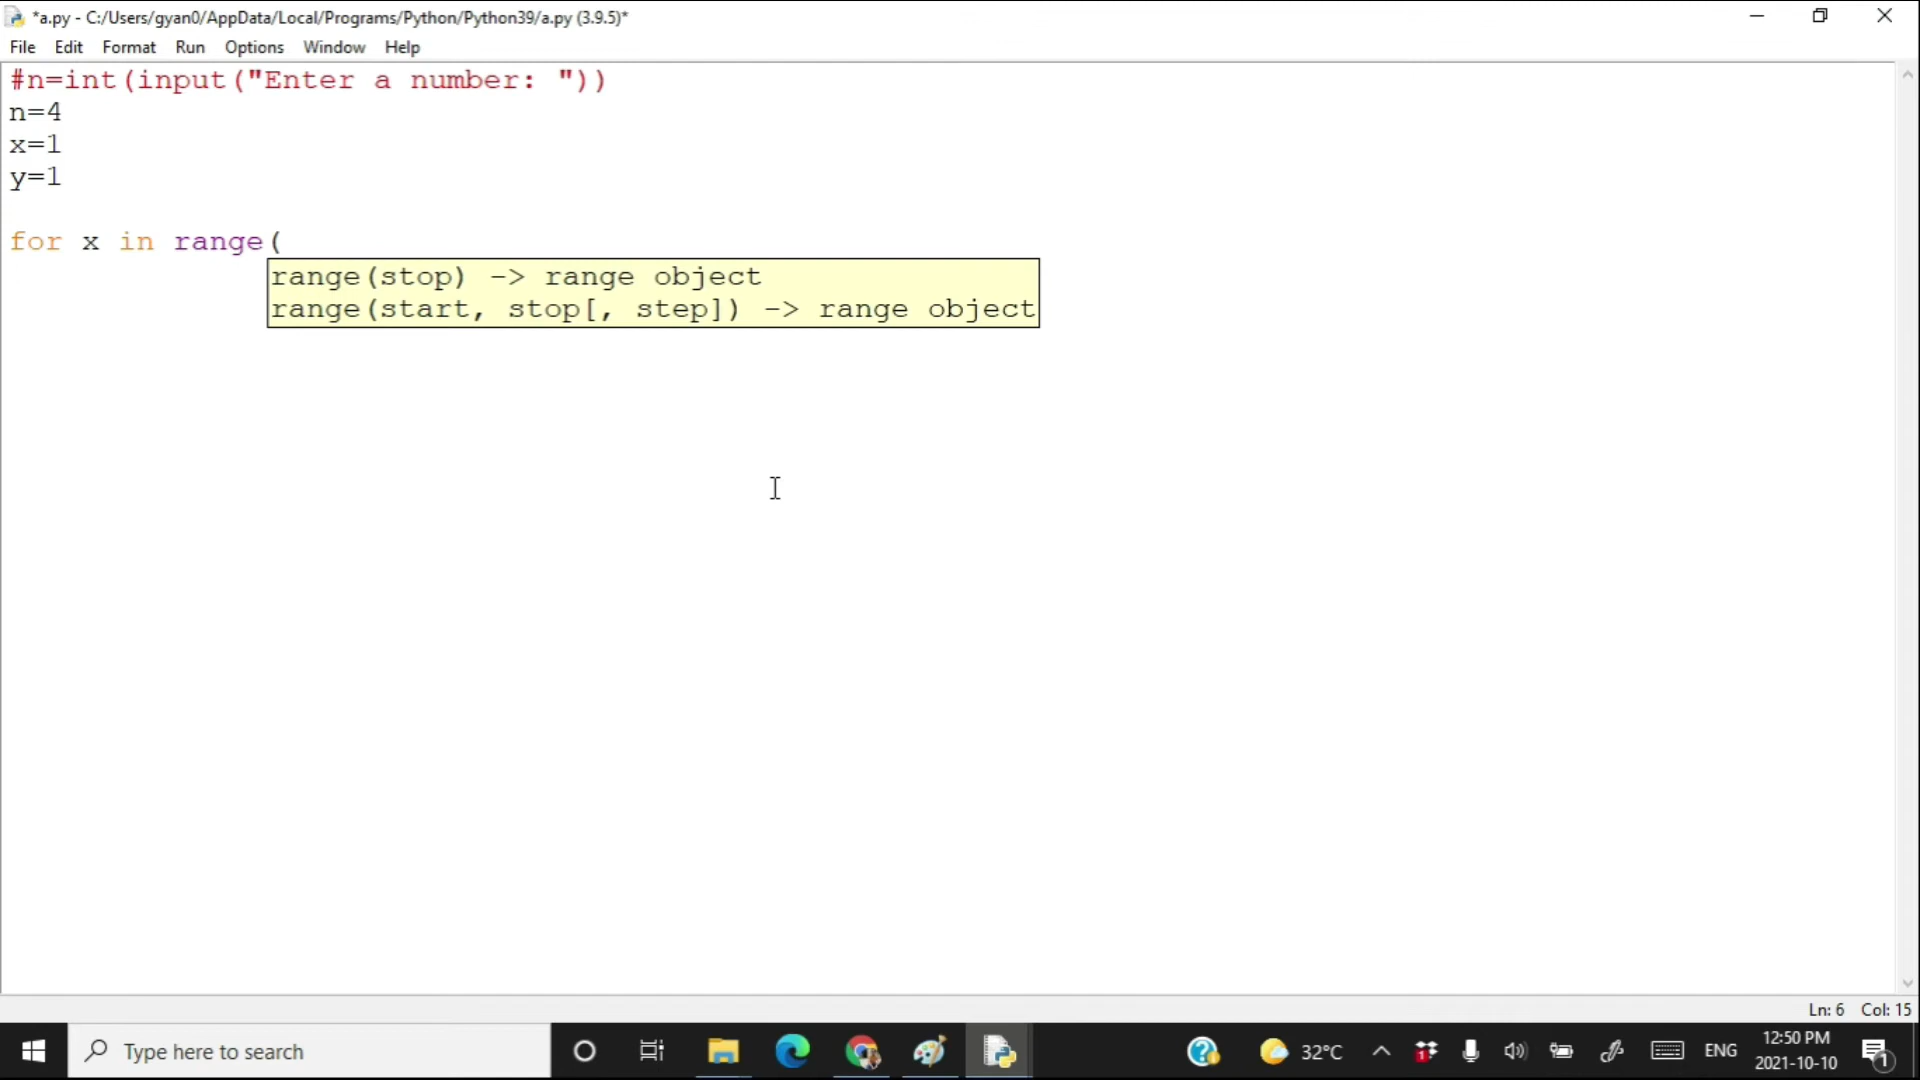 *a.py - C:/Users/gyan0/AppData/Local/Programs/Python/Python39/a.py (3.9.5)*
File Edit Format Run Options Window Help
#n=int(input("Enter a number: "))
n=4
x=1
y=1
for x in range(
range(stop) -> range object
range(start, stop[, step]) -> range object
Ln: 6 Col: 15
Type here to search
1
32°C
ENG
12:50 PM
2021-10-10
1